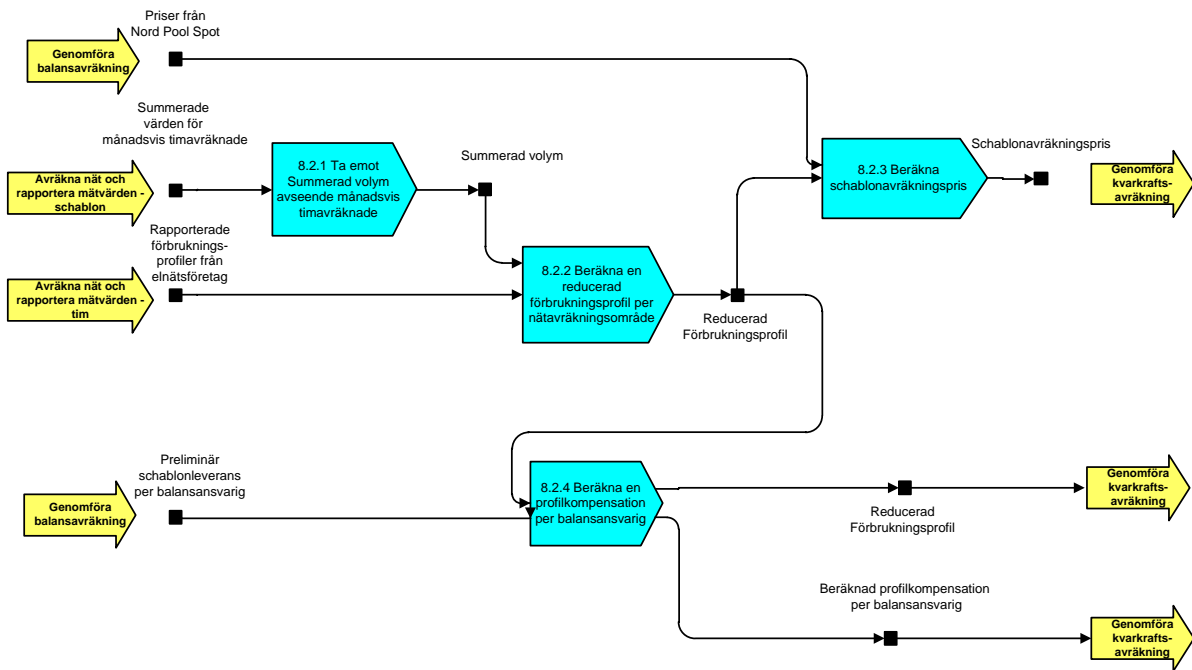 Priser från
Nord Pool Spot
Genomföra
balansavräkning
Summerade
värden för
månadsvis timavräknade
8.2.1 Ta emot
Summerad volym
avseende månadsvis
timavräknade
Summerad volym
8.2.3 Beräkna
schablonavräkningspris
Schablonavräkningspris
Genomföra
kvarkrafts-
avräkning
Avräkna nät och
rapportera mätvärden -
schablon
Rapporterade
förbruknings-
profiler från
elnätsföretag
Avräkna nät och
rapportera mätvärden -
tim
8.2.2 Beräkna en
reducerad
förbrukningsprofil per
nätavräkningsområde
Reducerad
Förbrukningsprofil
Preliminär
schablonleverans
per balansansvarig
Genomföra
balansavräkning
8.2.4 Beräkna en
profilkompensation
per balansansvarig
Reducerad
Förbrukningsprofil
Genomföra
kvarkrafts-
avräkning
Beräknad profilkompensation
per balansansvarig
Genomföra
kvarkrafts-
avräkning